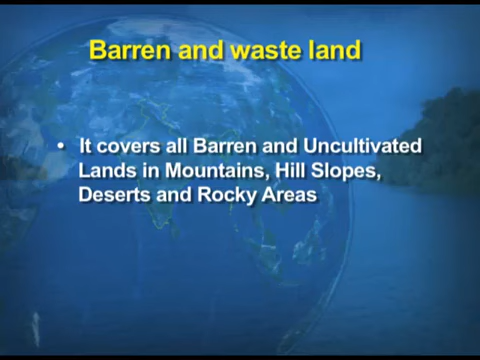 Barren and waste land
• It covers all Barren and Uncultivated
Lands in Mountains, Hill Slopes,
Deserts and Rocky Areas